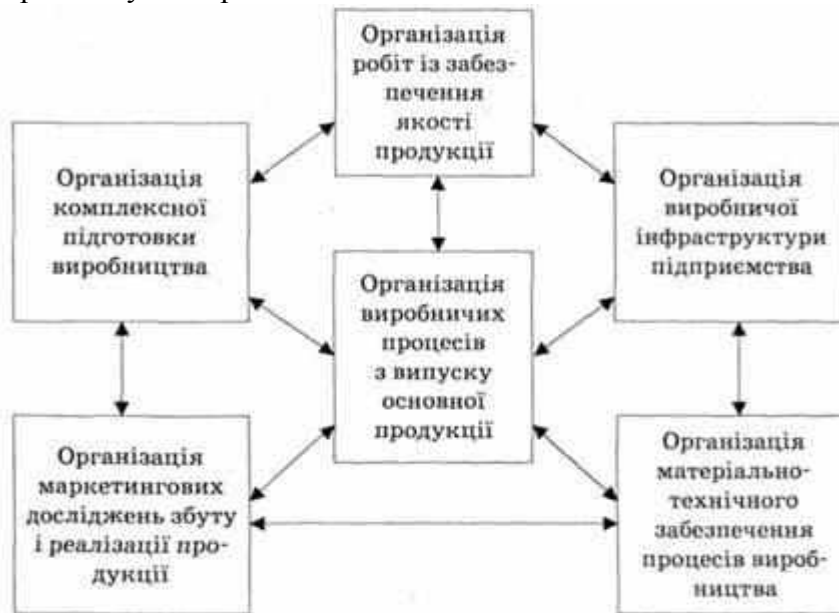 Організація
робіт із забез-
печення
якості
продукції
Організація
комплексної
підготовки
виробництва
Організація
виробничої
інфраструктури
підприємства
Організація
виробничих
процесів
з випуску
основної
продукції
Організація
маркетингових
досліджень збуту
і реалізації про-
дукції
Організація
матеріально-
технічного
забезпечення
процесів вироб-
ництва